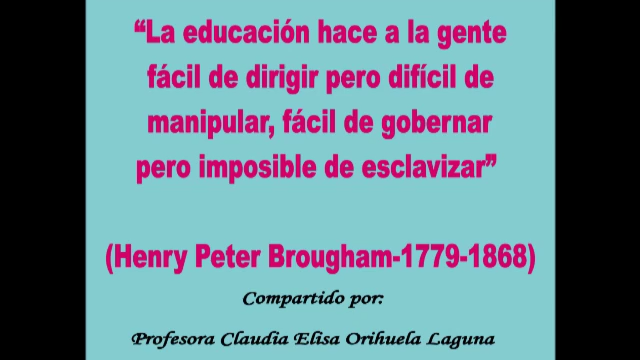 “La educación hace a la gente
fácil de dirigir pero difícil de
manipular, fácil de gobernar
pero imposible de esclavizar”
(Henry Peter Brougham-1779-1868)
Compartido por:
Profesora Claudia Elisa Orihuela Laguna